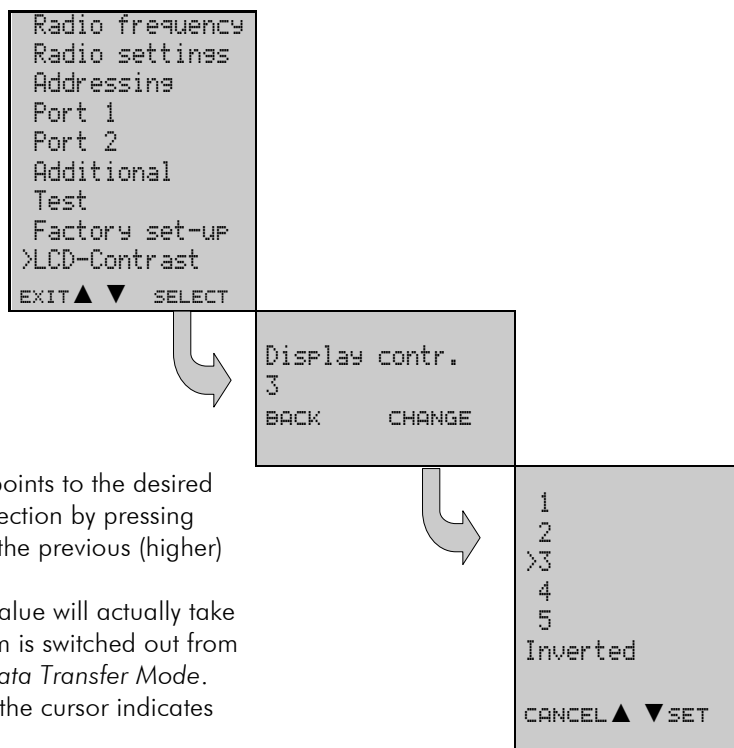 Radio frequency
Radio settings
Addressing
Port 1
Port 2
Additional
Test
Factory set-up
>LCD-Contrast
EXIT▲ ▼ SELECT
Display contr.
3
BACK CHANGE
points to the desired
ection by pressing
the previous (higher)
alue will actually take
m is switched out from
ata Transfer Mode.
the cursor indicates
1
2
>3
4
5
Inverted
CANCEL▲ ▼SET